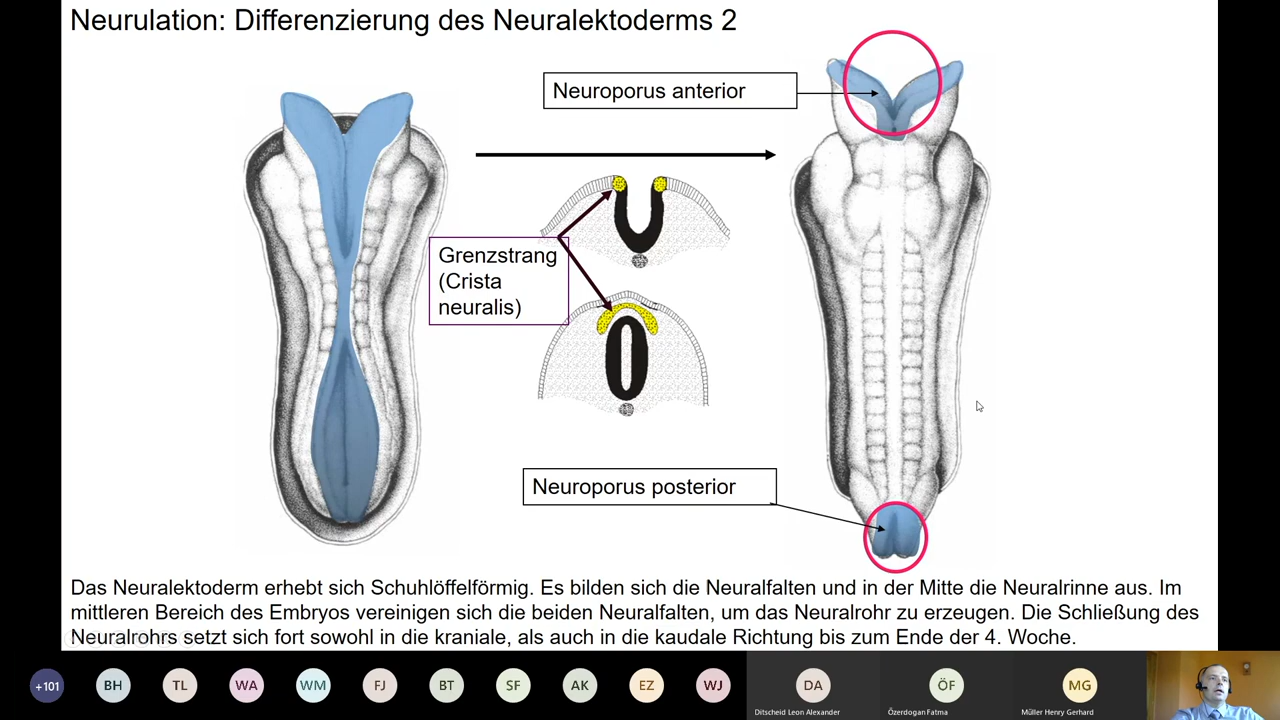 Neurulation: Differenzierung des Neuralektoderms 2
Neuroporus anterior
Grenzstrang
(Crista
neuralis)
Neuroporus posterior
Das Neuralektoderm erhebt sich Schuhlöffelförmig. Es bilden sich die Neuralfalten und in der Mitte die Neuralrinne aus. Im
mittleren Bereich des Embryos vereinigen sich die beiden Neuralfalten, um das Neuralrohr zu erzeugen. Die Schließung des
Neuralrohrs setzt sich fort sowohl in die kraniale, als auch in die kaudale Richtung bis zum Ende der 4. Woche.
+101 BH TL WA WM FJ BT SF AK EZ WJ DA ÖF MG
Ditscheid Leon Alexander Özerdogan Fatma Müller Henry Gerhard